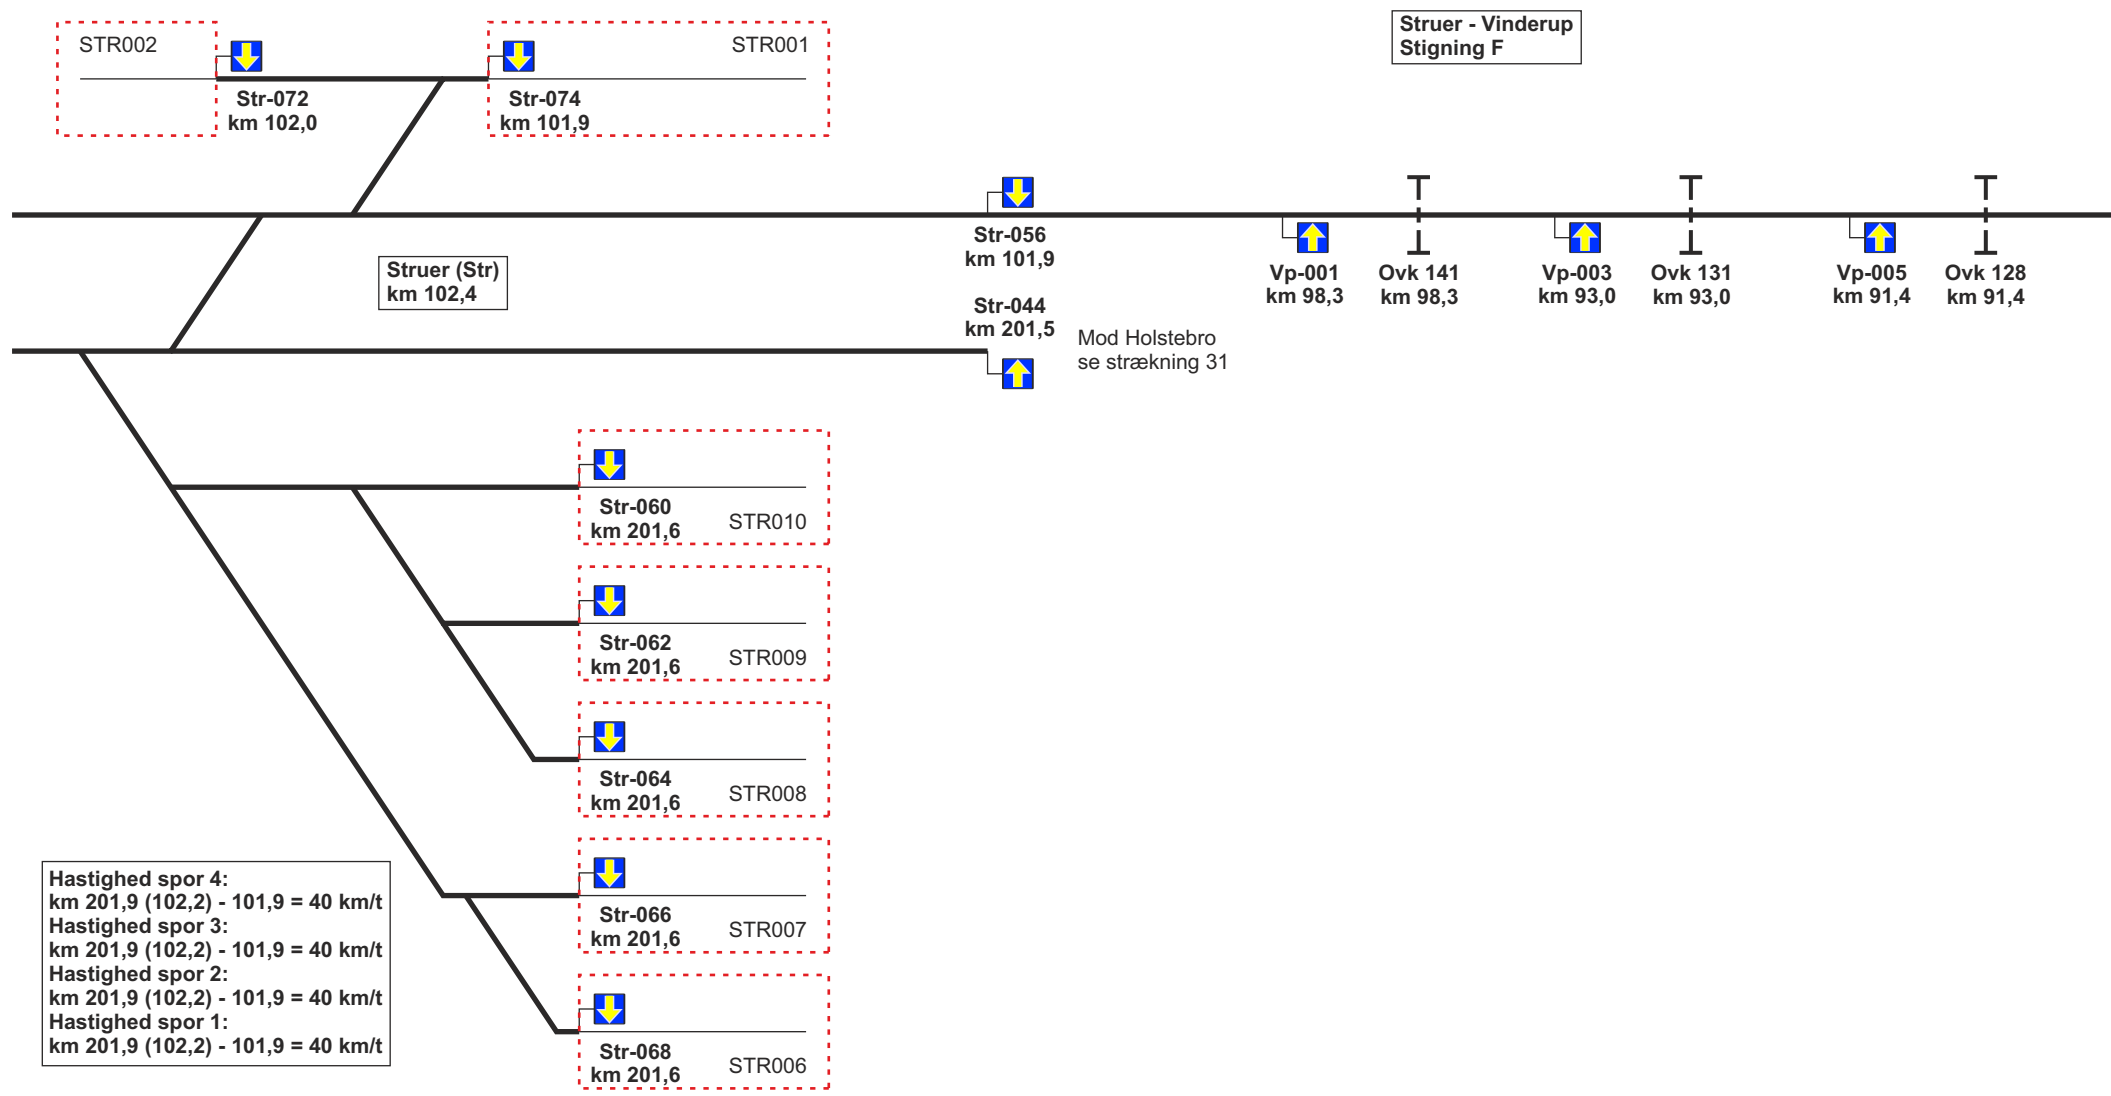 STR002
STR001
Struer - Vinderup
Stigning F
Str-072
km 102,0
Str-074
km 101,9
Str-056
km 101,9
Struer (Str)
km 102,4
Vp-001
km 98,3
Ovk 141
km 98,3
Vp-003
km 93,0
Ovk 131
km 93,0
Vp-005
km 91,4
Ovk 128
km 91,4
Str-044
km 201,5
Mod Holstebro
se strækning 31
Str-060
km 201,6
STR010
Str-062
km 201,6
STR009
Str-064
km 201,6
STR008
Str-066
km 201,6
STR007
Str-068
km 201,6
STR006
Hastighed spor 4:
km 201,9 (102,2) - 101,9 = 40 km/t
Hastighed spor 3:
km 201,9 (102,2) - 101,9 = 40 km/t
Hastighed spor 2:
km 201,9 (102,2) - 101,9 = 40 km/t
Hastighed spor 1:
km 201,9 (102,2) - 101,9 = 40 km/t